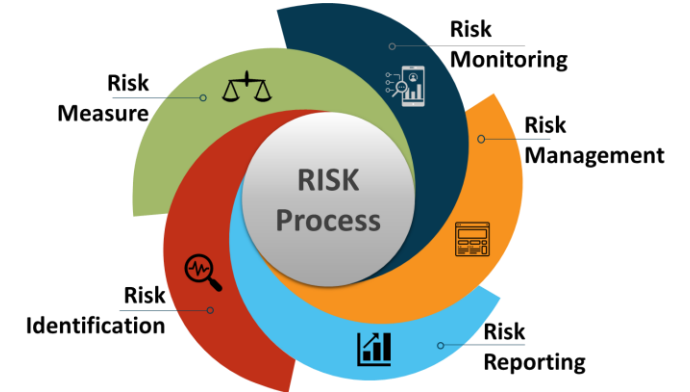 Risk
Monitoring
Risk
Measure
Risk
Management
RISK
Process
Risk
Identification
Risk
Reporting